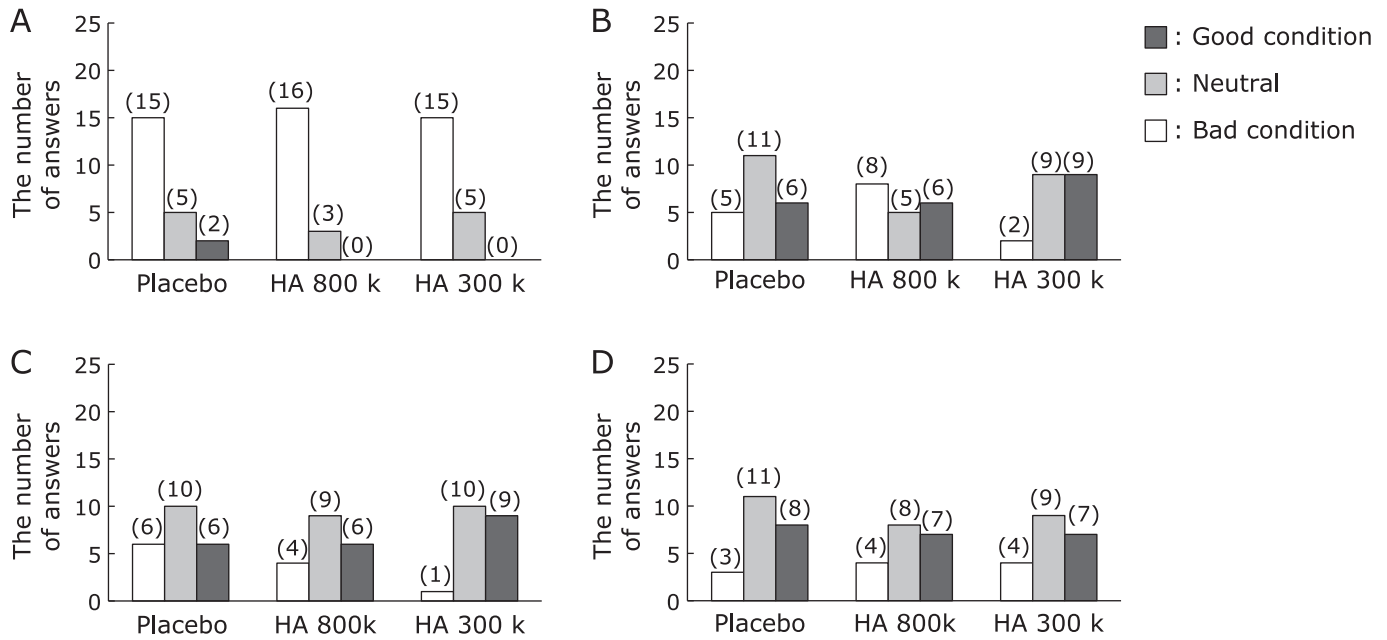 A
The number
of answers
25
20
15
10
5
0
(15)
(5)
(2)
(16)
(3)
(0)
(15)
(5)
(0)
Placebo
HA 800 k
HA 300 k
B
The number
of answers
25
20
15
10
5
0
(5)
(11)
(6)
(8)
(5)
(6)
(2)
(9)
(9)
Placebo
HA 800 k
HA 300 k
: Good condition
: Neutral
: Bad condition
C
The number
of answers
25
20
15
10
5
0
(6)
(10)
(6)
(4)
(9)
(6)
(1)
(10)
(9)
Placebo
HA 800k
HA 300 k
D
The number
of answers
25
20
15
10
5
0
(3)
(11)
(8)
(4)
(8)
(7)
(4)
(9)
(7)
Placebo
HA 800k
HA 300 k